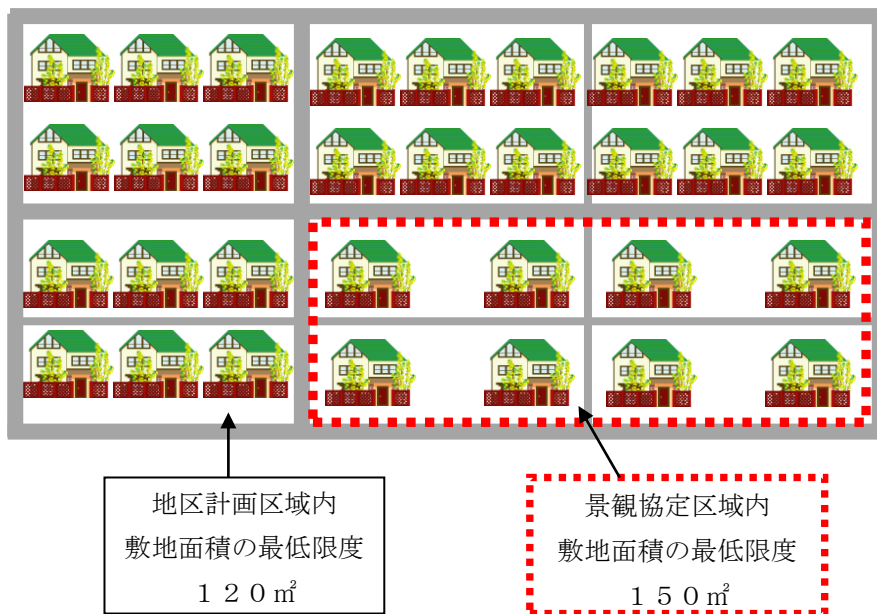 地区計画区域内
敷地面積の最低限度
１２０㎡
景観協定区域内
敷地面積の最低限度
１５０㎡